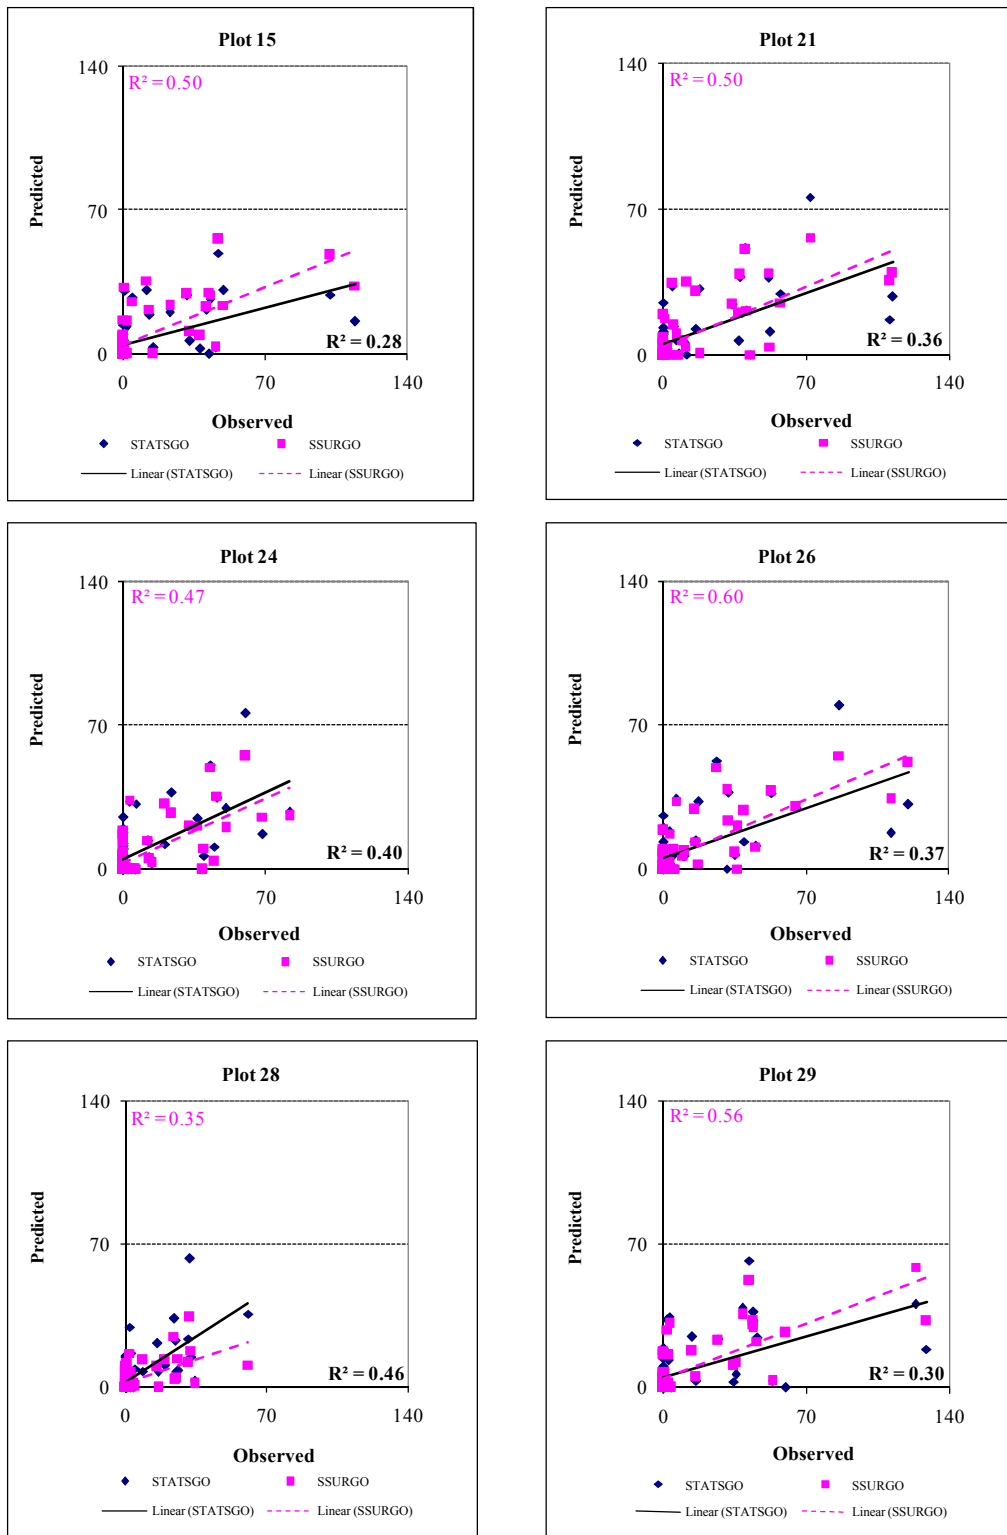 Plot 15
140
R² = 0.50
Predicted
70
R² = 0.28
0
0
70
140
Observed
STATSGO
SSURGO
Linear (STATSGO)
Linear (SSURGO)
Plot 21
140
R² = 0.50
Predicted
70
R² = 0.36
0
0
70
140
Observed
STATSGO
SSURGO
Linear (STATSGO)
Linear (SSURGO)
Plot 24
140
R² = 0.47
Predicted
70
R² = 0.40
0
0
70
140
Observed
STATSGO
SSURGO
Linear (STATSGO)
Linear (SSURGO)
Plot 26
140
R² = 0.60
Predicted
70
R² = 0.37
0
0
70
140
Observed
STATSGO
SSURGO
Linear (STATSGO)
Linear (SSURGO)
Plot 28
140
R² = 0.35
Predicted
70
R² = 0.46
0
0
70
140
Observed
STATSGO
SSURGO
Linear (STATSGO)
Linear (SSURGO)
Plot 29
140
R² = 0.56
Predicted
70
R² = 0.30
0
0
70
140
Observed
STATSGO
SSURGO
Linear (STATSGO)
Linear (SSURGO)